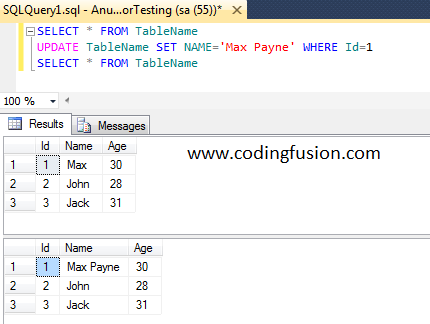 SQLQuery1.sql - Anu...orTesting (sa (55))* ×
SELECT * FROM TableName
UPDATE TableName SET NAME='Max Payne' WHERE Id=1
SELECT * FROM TableName
100 %
Results Messages
Id Name Age
1 1 Max 30
2 2 John 28
3 3 Jack 31
www.codingfusion.com
Id Name Age
1 1 Max Payne 30
2 2 John 28
3 3 Jack 31